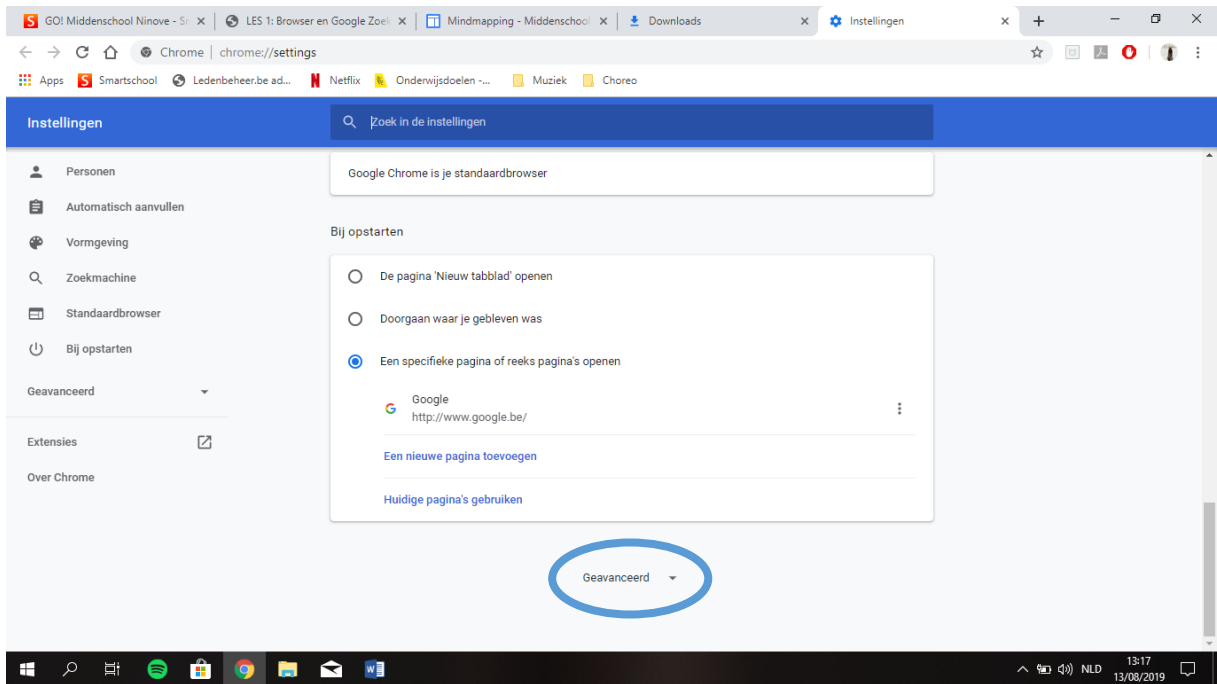 GO! Middenschool Ninove - Sr
LES 1: Browser en Google Zoek
Mindmapping - Middenschool
Downloads
Instellingen
Chrome | chrome://settings
Apps
Smartschool
Ledenbeheer.be ad...
Netflix
Onderwijsdoelen -...
Muziek
Choreo
Instellingen
Zoek in de instellingen
Personen
Automatisch aanvullen
Vormgeving
Zoekmachine
Standaardbrowser
Bij opstarten
Geavanceerd
Extensies
Over Chrome
Google Chrome is je standaardbrowser
Bij opstarten
De pagina 'Nieuw tabblad' openen
Doorgaan waar je gebleven was
Een specifieke pagina of reeks pagina's openen
Google
http://www.google.be/
Een nieuwe pagina toevoegen
Huidige pagina's gebruiken
Geavanceerd
NLD
13:17
13/08/2019